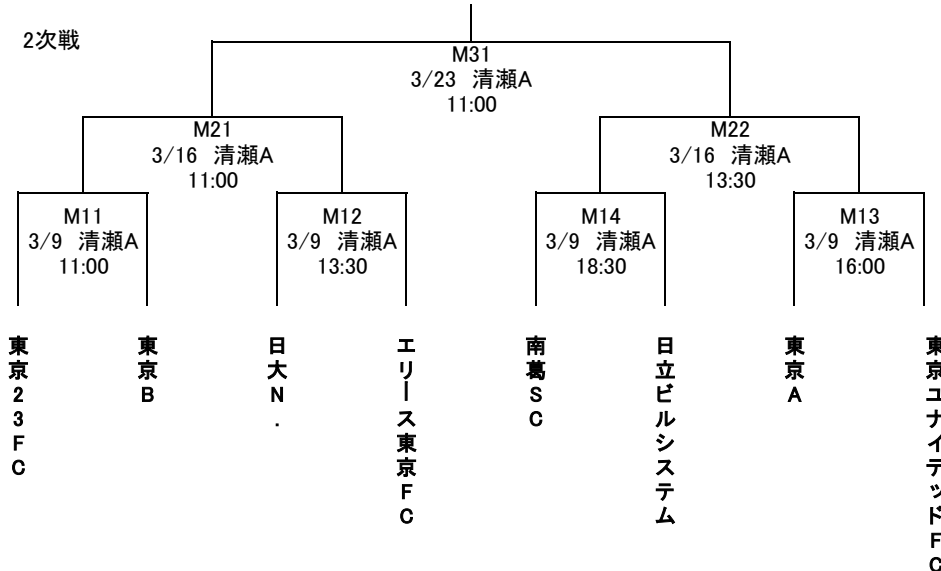 2次戦
M31
3/23 清瀬A
11:00
M21
3/16 清瀬A
11:00
M22
3/16 清瀬A
13:30
M11
3/9 清瀬A
11:00
M12
3/9 清瀬A
13:30
M14
3/9 清瀬A
18:30
M13
3/9 清瀬A
16:00
東京23FC
東京B
日大N.
エリース東京FC
南葛SC
日立ビルシステム
東京A
東京ユナイテッドFC